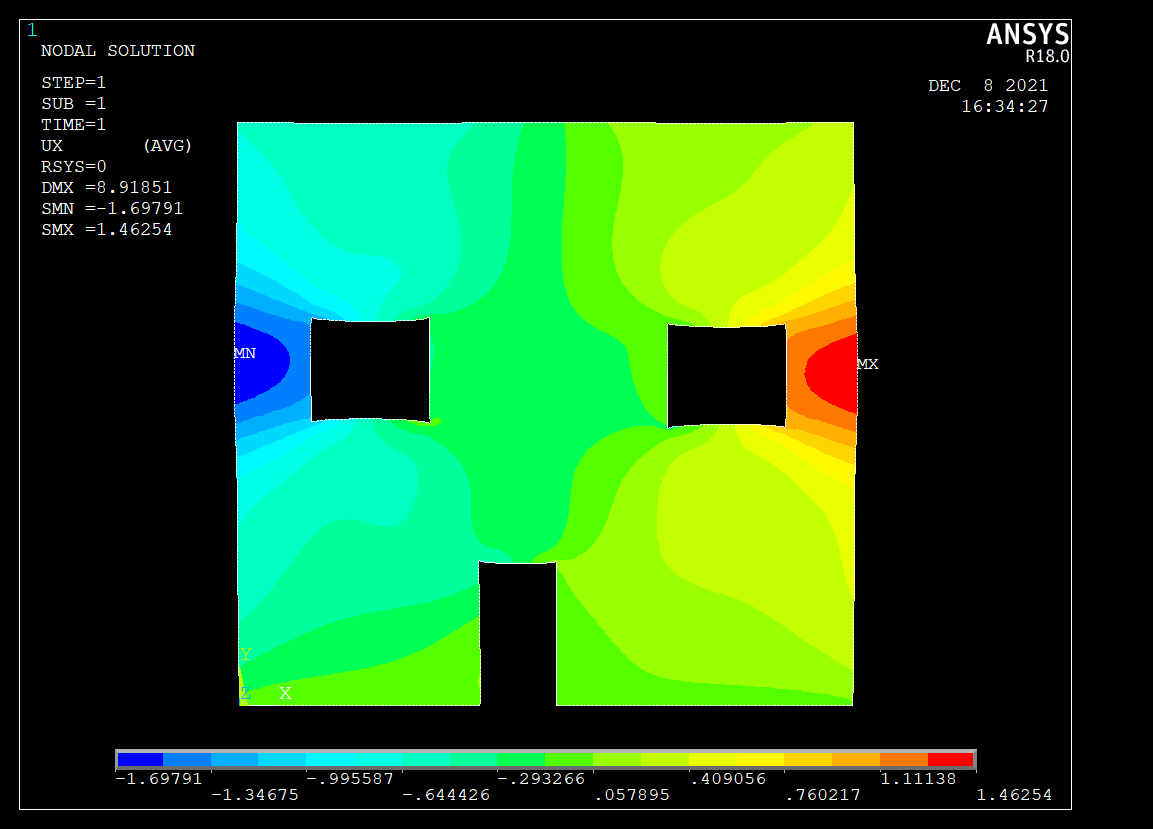 1
ANSYS
R18.0
NODAL SOLUTION
DEC 8 2021
16:34:27
STEP=1
SUB =1
TIME=1
UX (AVG)
RSYS=0
DMX =8.91851
SMN =-1.69791
SMX =1.46254
MN
MX
Y
Z X
-1.69791 -.995587 -.293266 .409056 1.11138
-1.34675 -.644426 .057895 .760217 1.46254